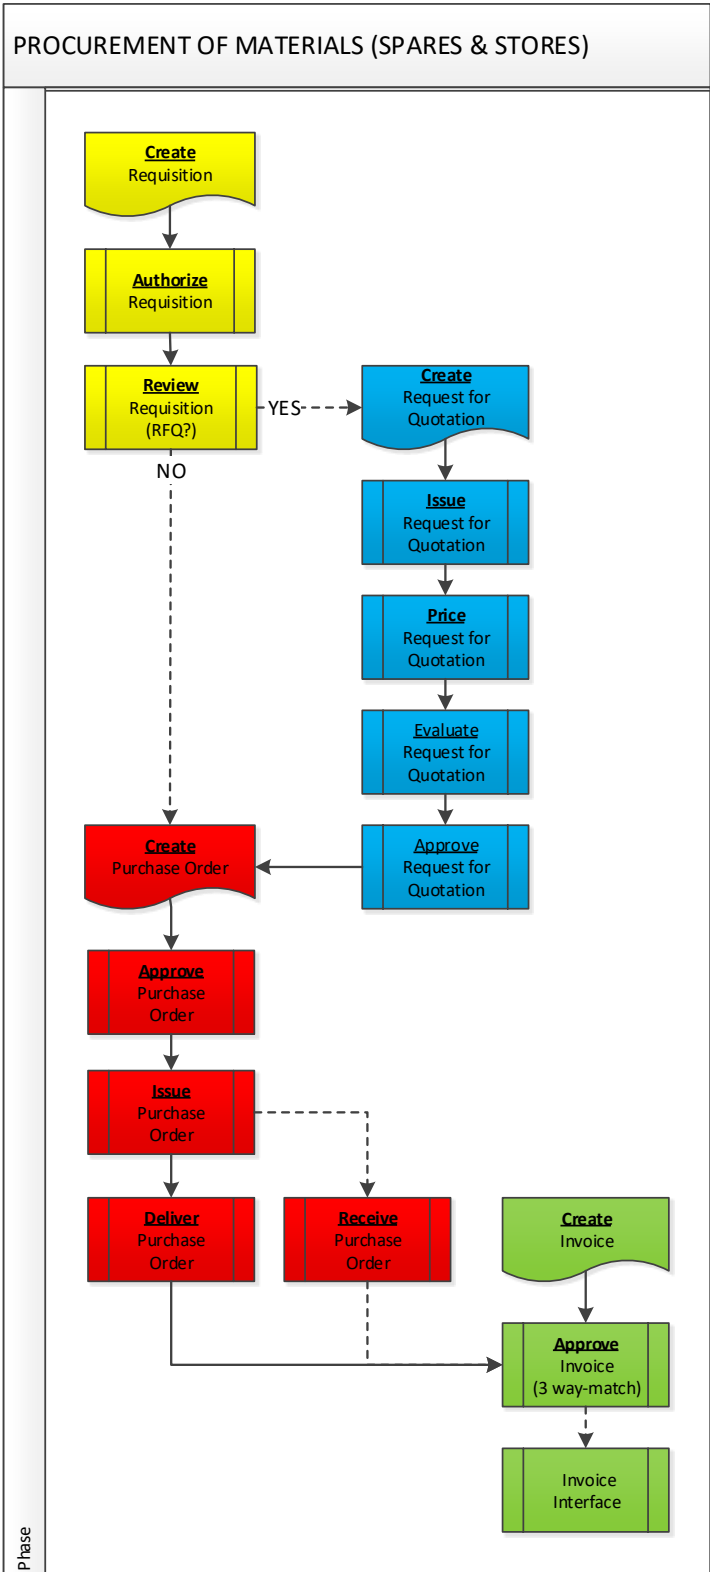 PROCUREMENT OF MATERIALS (SPARES & STORES)
Create
Requisition
Authorize
Requisition
Review
Requisition
(RFQ?)
YES
NO
Create
Request for
Quotation
Issue
Request for
Quotation
Price
Request for
Quotation
Evaluate
Request for
Quotation
Approve
Request for
Quotation
Create
Purchase Order
Approve
Purchase
Order
Issue
Purchase
Order
Deliver
Purchase
Order
Receive
Purchase
Order
Create
Invoice
Approve
Invoice
(3 way-match)
Invoice
Interface
Phase